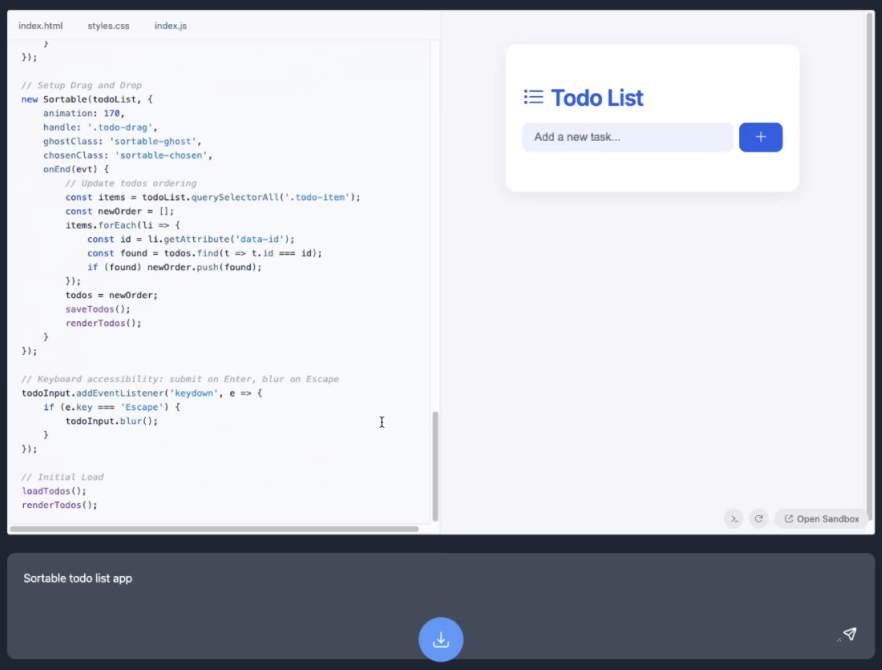 index.html styles.css index.js
}
});
// Setup Drag and Drop
new Sortable(todoList, {
    animation: 170,
    handle: '.todo-drag',
    ghostClass: 'sortable-ghost',
    chosenClass: 'sortable-chosen',
    onEnd(evt) {
        // Update todos ordering
        const items = todoList.querySelectorAll('.todo-item');
        const newOrder = [];
        items.forEach(li => {
            const id = li.getAttribute('data-id');
            const found = todos.find(t => t.id === id);
            if (found) newOrder.push(found);
        });
        todos = newOrder;
        saveTodos();
        renderTodos();
    }
});
// Keyboard accessibility: submit on Enter, blur on Escape
todoInput.addEventListener('keydown', e => {
    if (e.key === 'Escape') {
        todoInput.blur();
    }
});
// Initial Load
loadTodos();
renderTodos();
Todo List
Add a new task...
+
Open Sandbox
Sortable todo list app